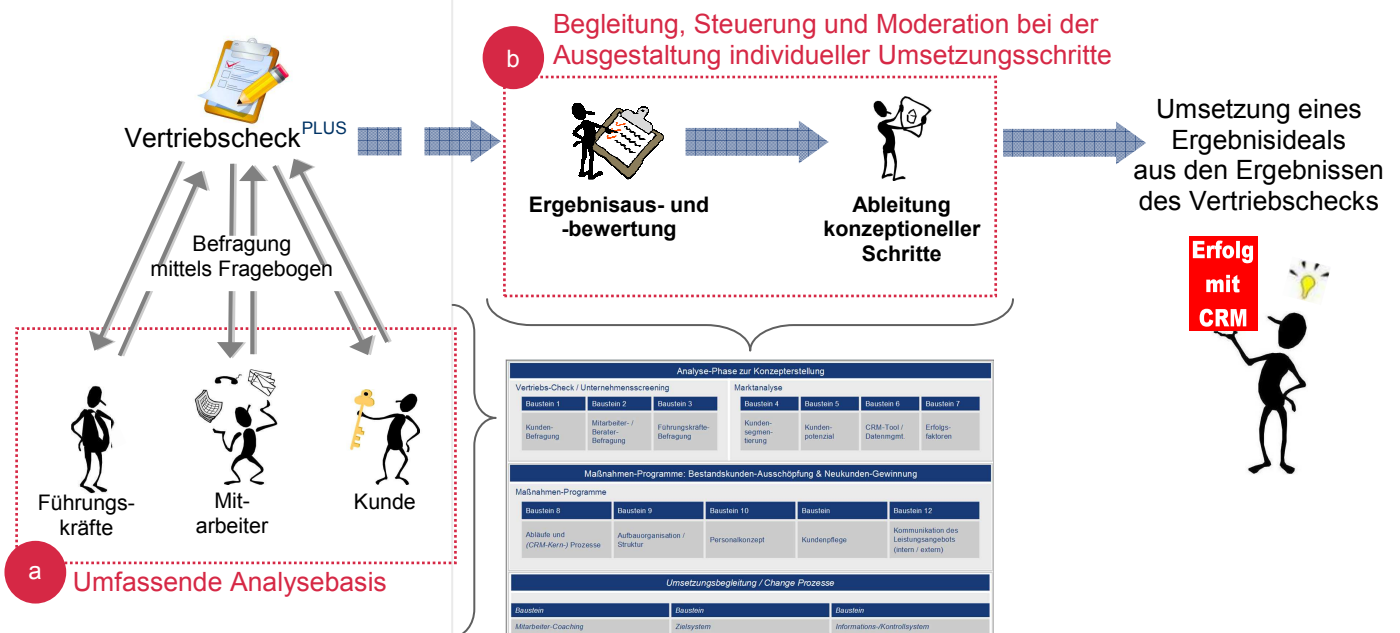 b
Begleitung, Steuerung und Moderation bei der
Ausgestaltung individueller Umsetzungsschritte
Vertriebscheck PLUS
Befragung
mittels Fragebogen
Führungs-
kräfte
Mit-
arbeiter
Kunde
a
Umfassende Analysebasis
Ergebnisaus- und
-bewertung
Ableitung
konzeptioneller
Schritte
Umsetzung eines
Ergebnisideals
aus den Ergebnissen
des Vertriebschecks
Erfolg
mit
CRM
Analyse-Phase zur Konzepterstellung
Vertriebs-Check / Unternehmensscreening
Marktanalyse
Baustein 1
Baustein 2
Baustein 3
Baustein 4
Baustein 5
Baustein 6
Baustein 7
Kunden-
Befragung
Mitarbeiter- /
Berater-
Befragung
Führungskräfte-
Befragung
Kunden-
segmen-
tierung
Kunden-
potenzial
CRM-Tool /
Datenmgmt.
Erfolgs-
faktoren
Maßnahmen-Programme: Bestandskunden-Ausschöpfung & Neukunden-Gewinnung
Maßnahmen-Programme
Baustein 8
Baustein 9
Baustein 10
Baustein
Baustein 12
Abläufe und
(CRM-Kern-) Prozesse
Aufbauorganisation /
Struktur
Personalkonzept
Kundenpflege
Kommunikation des
Leistungsangebots
(intern / extern)
Umsetzungsbegleitung / Change Prozesse
Baustein
Baustein
Baustein
Mitarbeiter-Coaching
Zielsystem
Informations-/Kontrollsystem